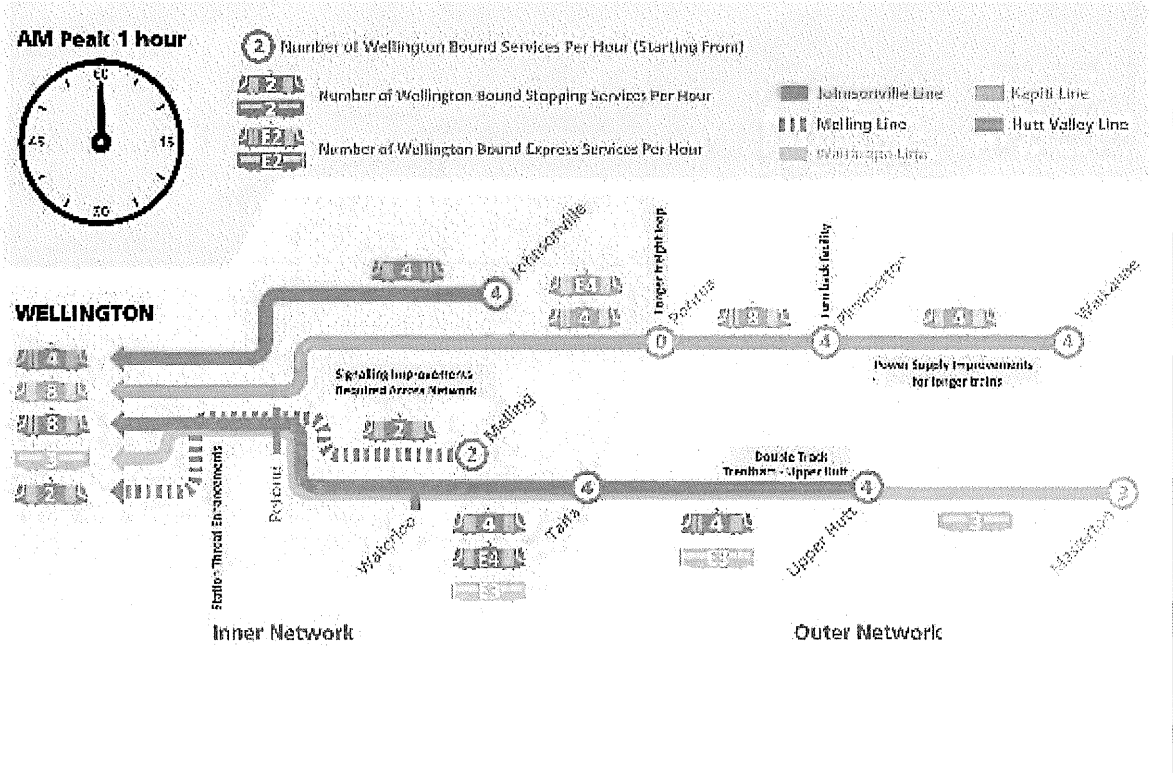 AM Peak 1 hour
60
45
15
30
2 Number of Wellington Bound Services Per Hour (Starting From)
2
2
Number of Wellington Bound Stopping Services Per Hour
E2
E2
Number of Wellington Bound Express Services Per Hour
Johnsonville Line
Kapiti Line
Melling Line
Hutt Valley Line
Wairarapa Line
WELLINGTON
4
8
8
3
2
4
4
Johnsonville
E4
4
Longer freight loop
0
Porirua
8
Turn back facility
4
Plimmerton
4
4
Waikanae
Power Supply Improvements
for longer trains
Signalling Improvements
Required Across Network
2
2
Melling
Station Throat Enhancements
Petone
Waterloo
4
E4
4
Taita
Double Track
Trentham - Upper Hutt
4
4
Upper Hutt
3
3
Masterton
Inner Network
Outer Network